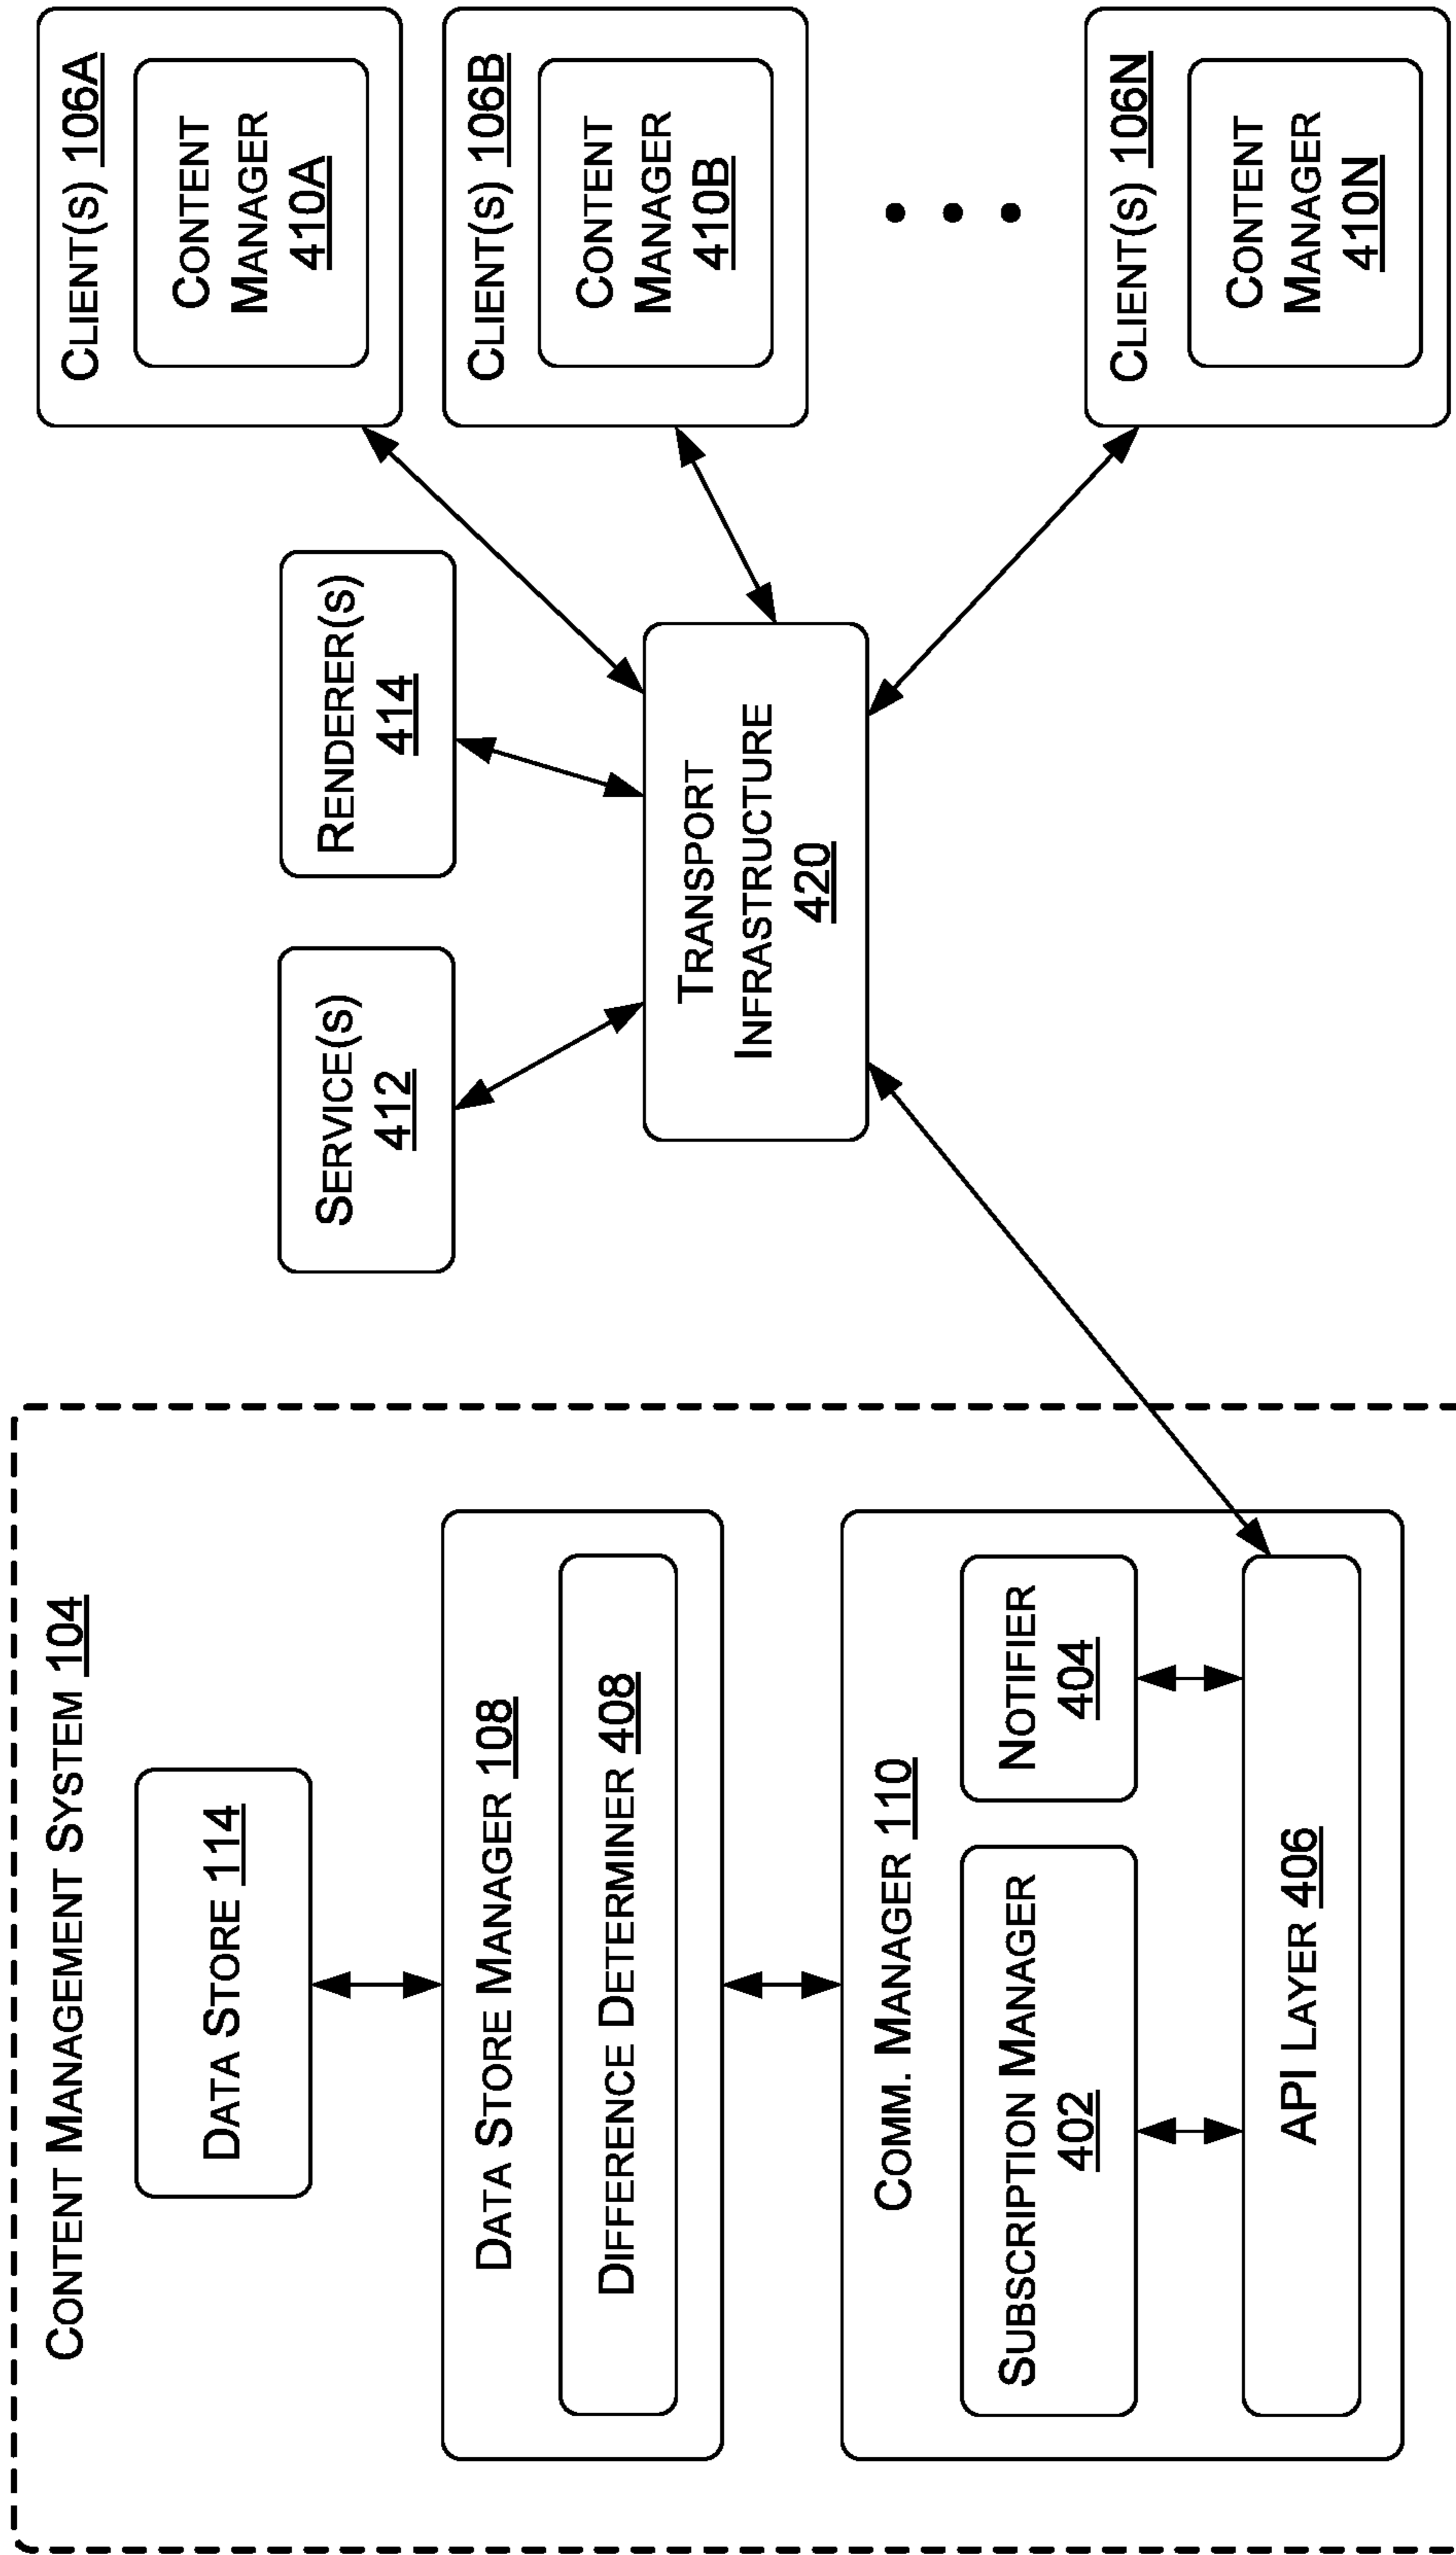 CONTENT MANAGEMENT SYSTEM 104
DATA STORE 114
DATA STORE MANAGER 108
DIFFERENCE DETERMINER 408
COMM. MANAGER 110
SUBSCRIPTION MANAGER
402
NOTIFIER
404
API LAYER 406
SERVICE(S)
412
RENDERER(S)
414
TRANSPORT
INFRASTRUCTURE
420
CLIENT(S) 106A
CONTENT
MANAGER
410A
CLIENT(S) 106B
CONTENT
MANAGER
410B
CLIENT(S) 106N
CONTENT
MANAGER
410N